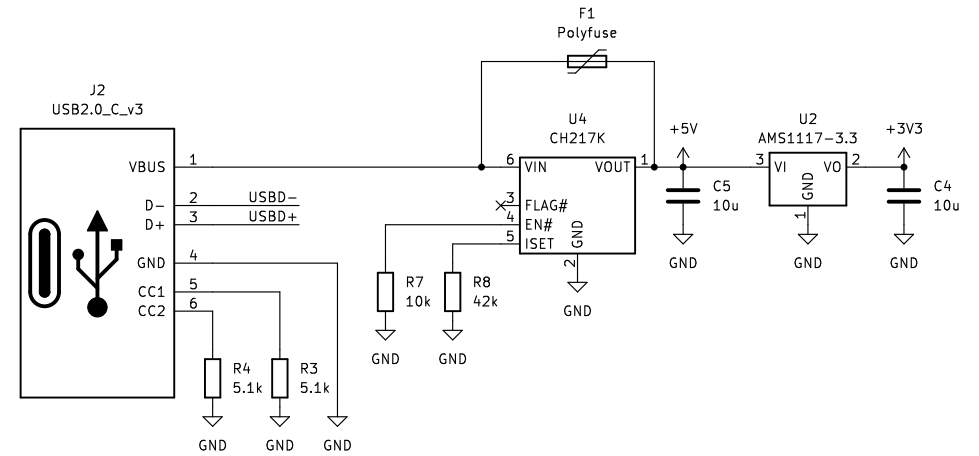 F1
Polyfuse
J2
USB2.0_C_v3
U4
CH217K
+5V
U2
AMS1117-3.3
+3V3
VBUS 1
6 VIN
VOUT 1
3 VI
VO 2
GND
1
D- 2 USBD-
D+ 3 USBD+
3 FLAG#
4 EN#
5 ISET
GND
2
C5
10u
C4
10u
GND
GND
GND
GND 4
CC1 5
CC2 6
R7
10k
R8
42k
GND
GND
GND
R4
5.1k
R3
5.1k
GND
GND
GND